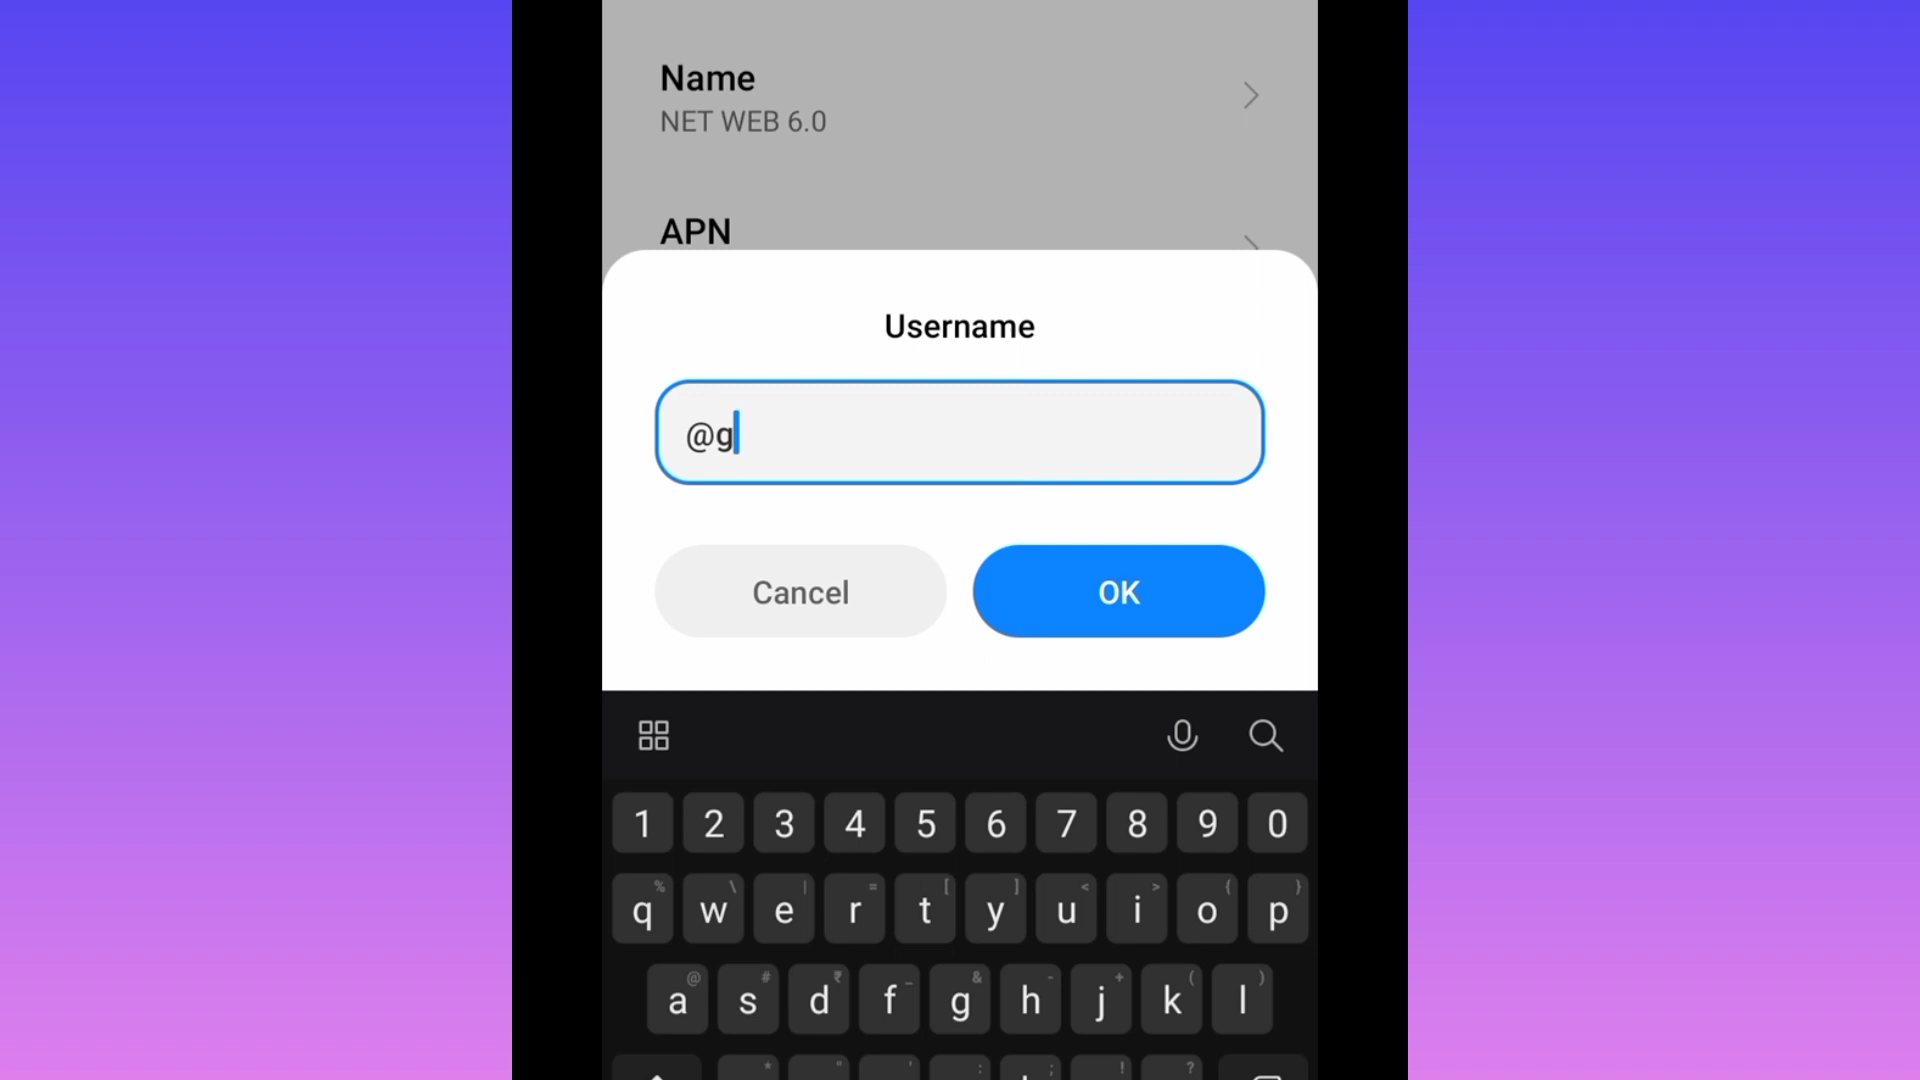 Name
NET WEB 6.0
APN
Username
@g
Cancel
OK
1 2 3 4 5 6 7 8 9 0
% \ | = [ ] < > { }
q w e r t y u i o p
@ # ₹ _ & - + ( )
a s d f g h j k l
* " ' : ; ! ?